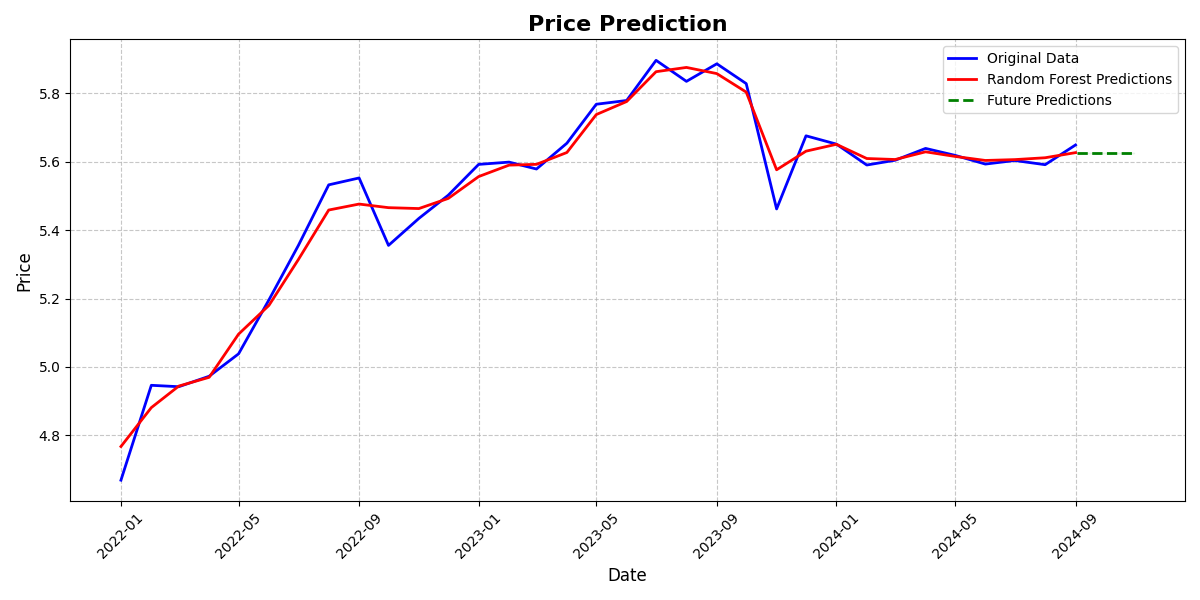 Price Prediction
Original Data
Random Forest Predictions
Future Predictions
Price
5.8
5.6
5.4
5.2
5.0
4.8
2022-01
2022-05
2022-09
2023-01
2023-05
2023-09
2024-01
2024-05
2024-09
Date